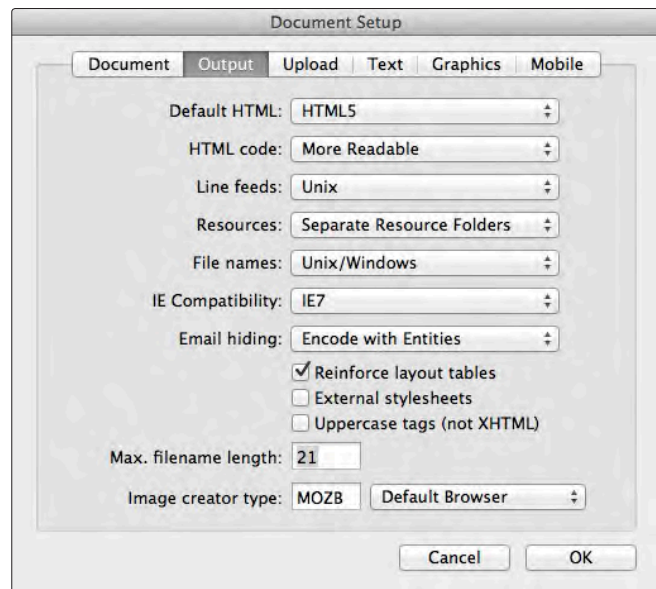 Document Setup
Document Output Upload Text Graphics Mobile
Default HTML: HTML5
HTML code: More Readable
Line feeds: Unix
Resources: Separate Resource Folders
File names: Unix/Windows
IE Compatibility: IE7
Email hiding: Encode with Entities
Reinforce layout tables
External stylesheets
Uppercase tags (not XHTML)
Max. filename length: 21
Image creator type: MOZB Default Browser
Cancel OK